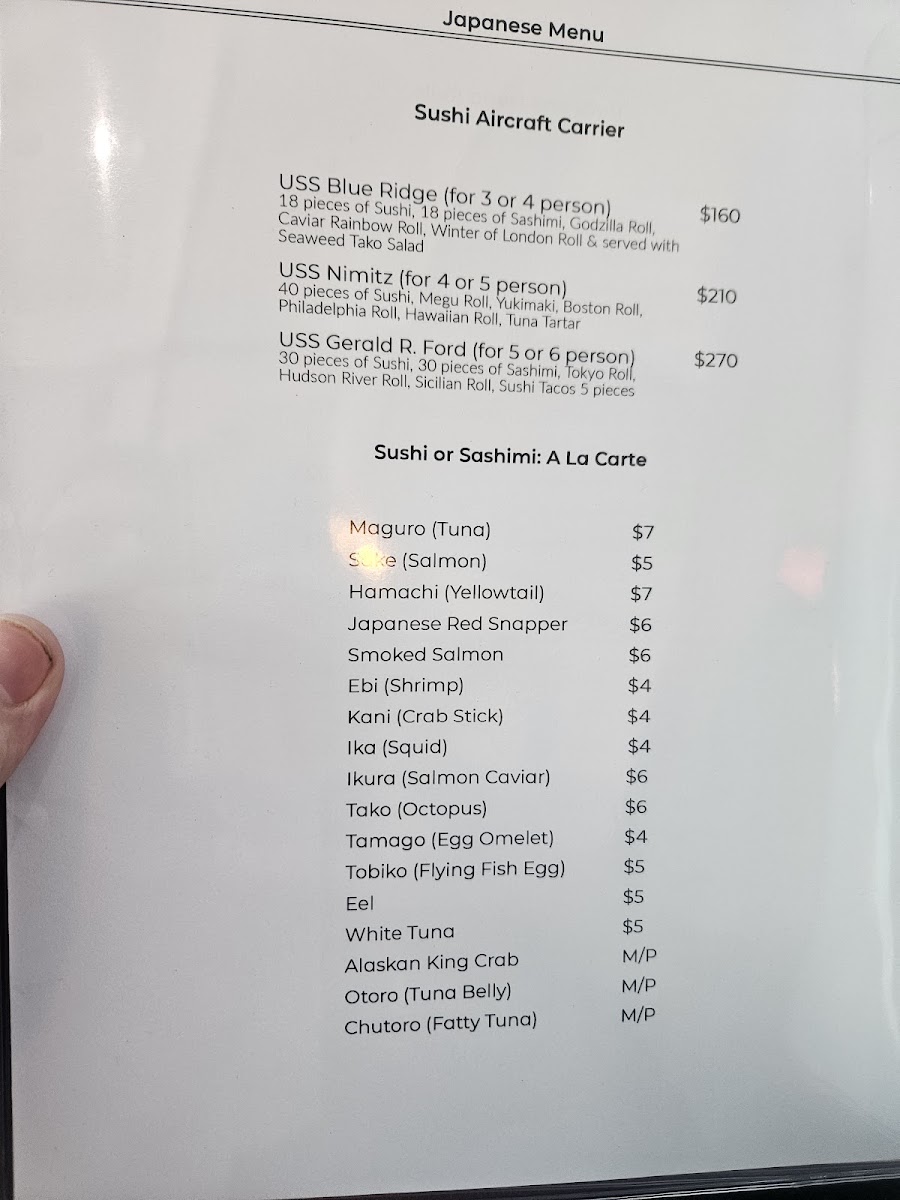 Japanese Menu
Sushi Aircraft Carrier
USS Blue Ridge (for 3 or 4 person) $160
18 pieces of Sushi, 18 pieces of Sashimi, Godzilla Roll,
Caviar Rainbow Roll, Winter of London Roll & served with
Seaweed Tako Salad
USS Nimitz (for 4 or 5 person) $210
40 pieces of Sushi, Megu Roll, Yukimaki, Boston Roll,
Philadelphia Roll, Hawaiian Roll, Tuna Tartar
USS Gerald R. Ford (for 5 or 6 person) $270
30 pieces of Sushi, 30 pieces of Sashimi, Tokyo Roll,
Hudson River Roll, Sicilian Roll, Sushi Tacos 5 pieces
Sushi or Sashimi: A La Carte
Maguro (Tuna) $7
Sake (Salmon) $5
Hamachi (Yellowtail) $7
Japanese Red Snapper $6
Smoked Salmon $6
Ebi (Shrimp) $4
Kani (Crab Stick) $4
Ika (Squid) $4
Ikura (Salmon Caviar) $6
Tako (Octopus) $6
Tamago (Egg Omelet) $4
Tobiko (Flying Fish Egg) $5
Eel $5
White Tuna $5
Alaskan King Crab M/P
Otoro (Tuna Belly) M/P
Chutoro (Fatty Tuna) M/P